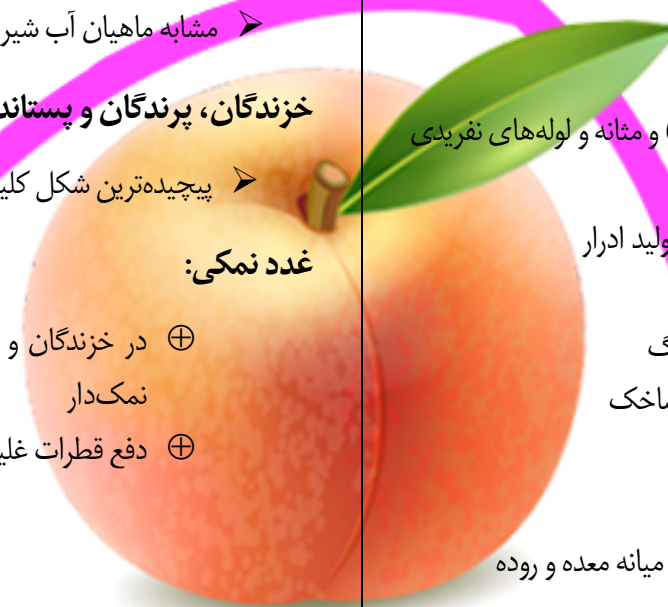 و مثانه و لوله‌های نفریدی
ولید ادرار
میانه معده و روده
➢ مشابه ماهیان آب شیر
خزندگان، پرندگان و پستاند
➢ پیچیده‌ترین شکل کلی
غدد نمکی:
⊕ در خزندگان و
نمک‌دار
⊕ دفع قطرات غلی